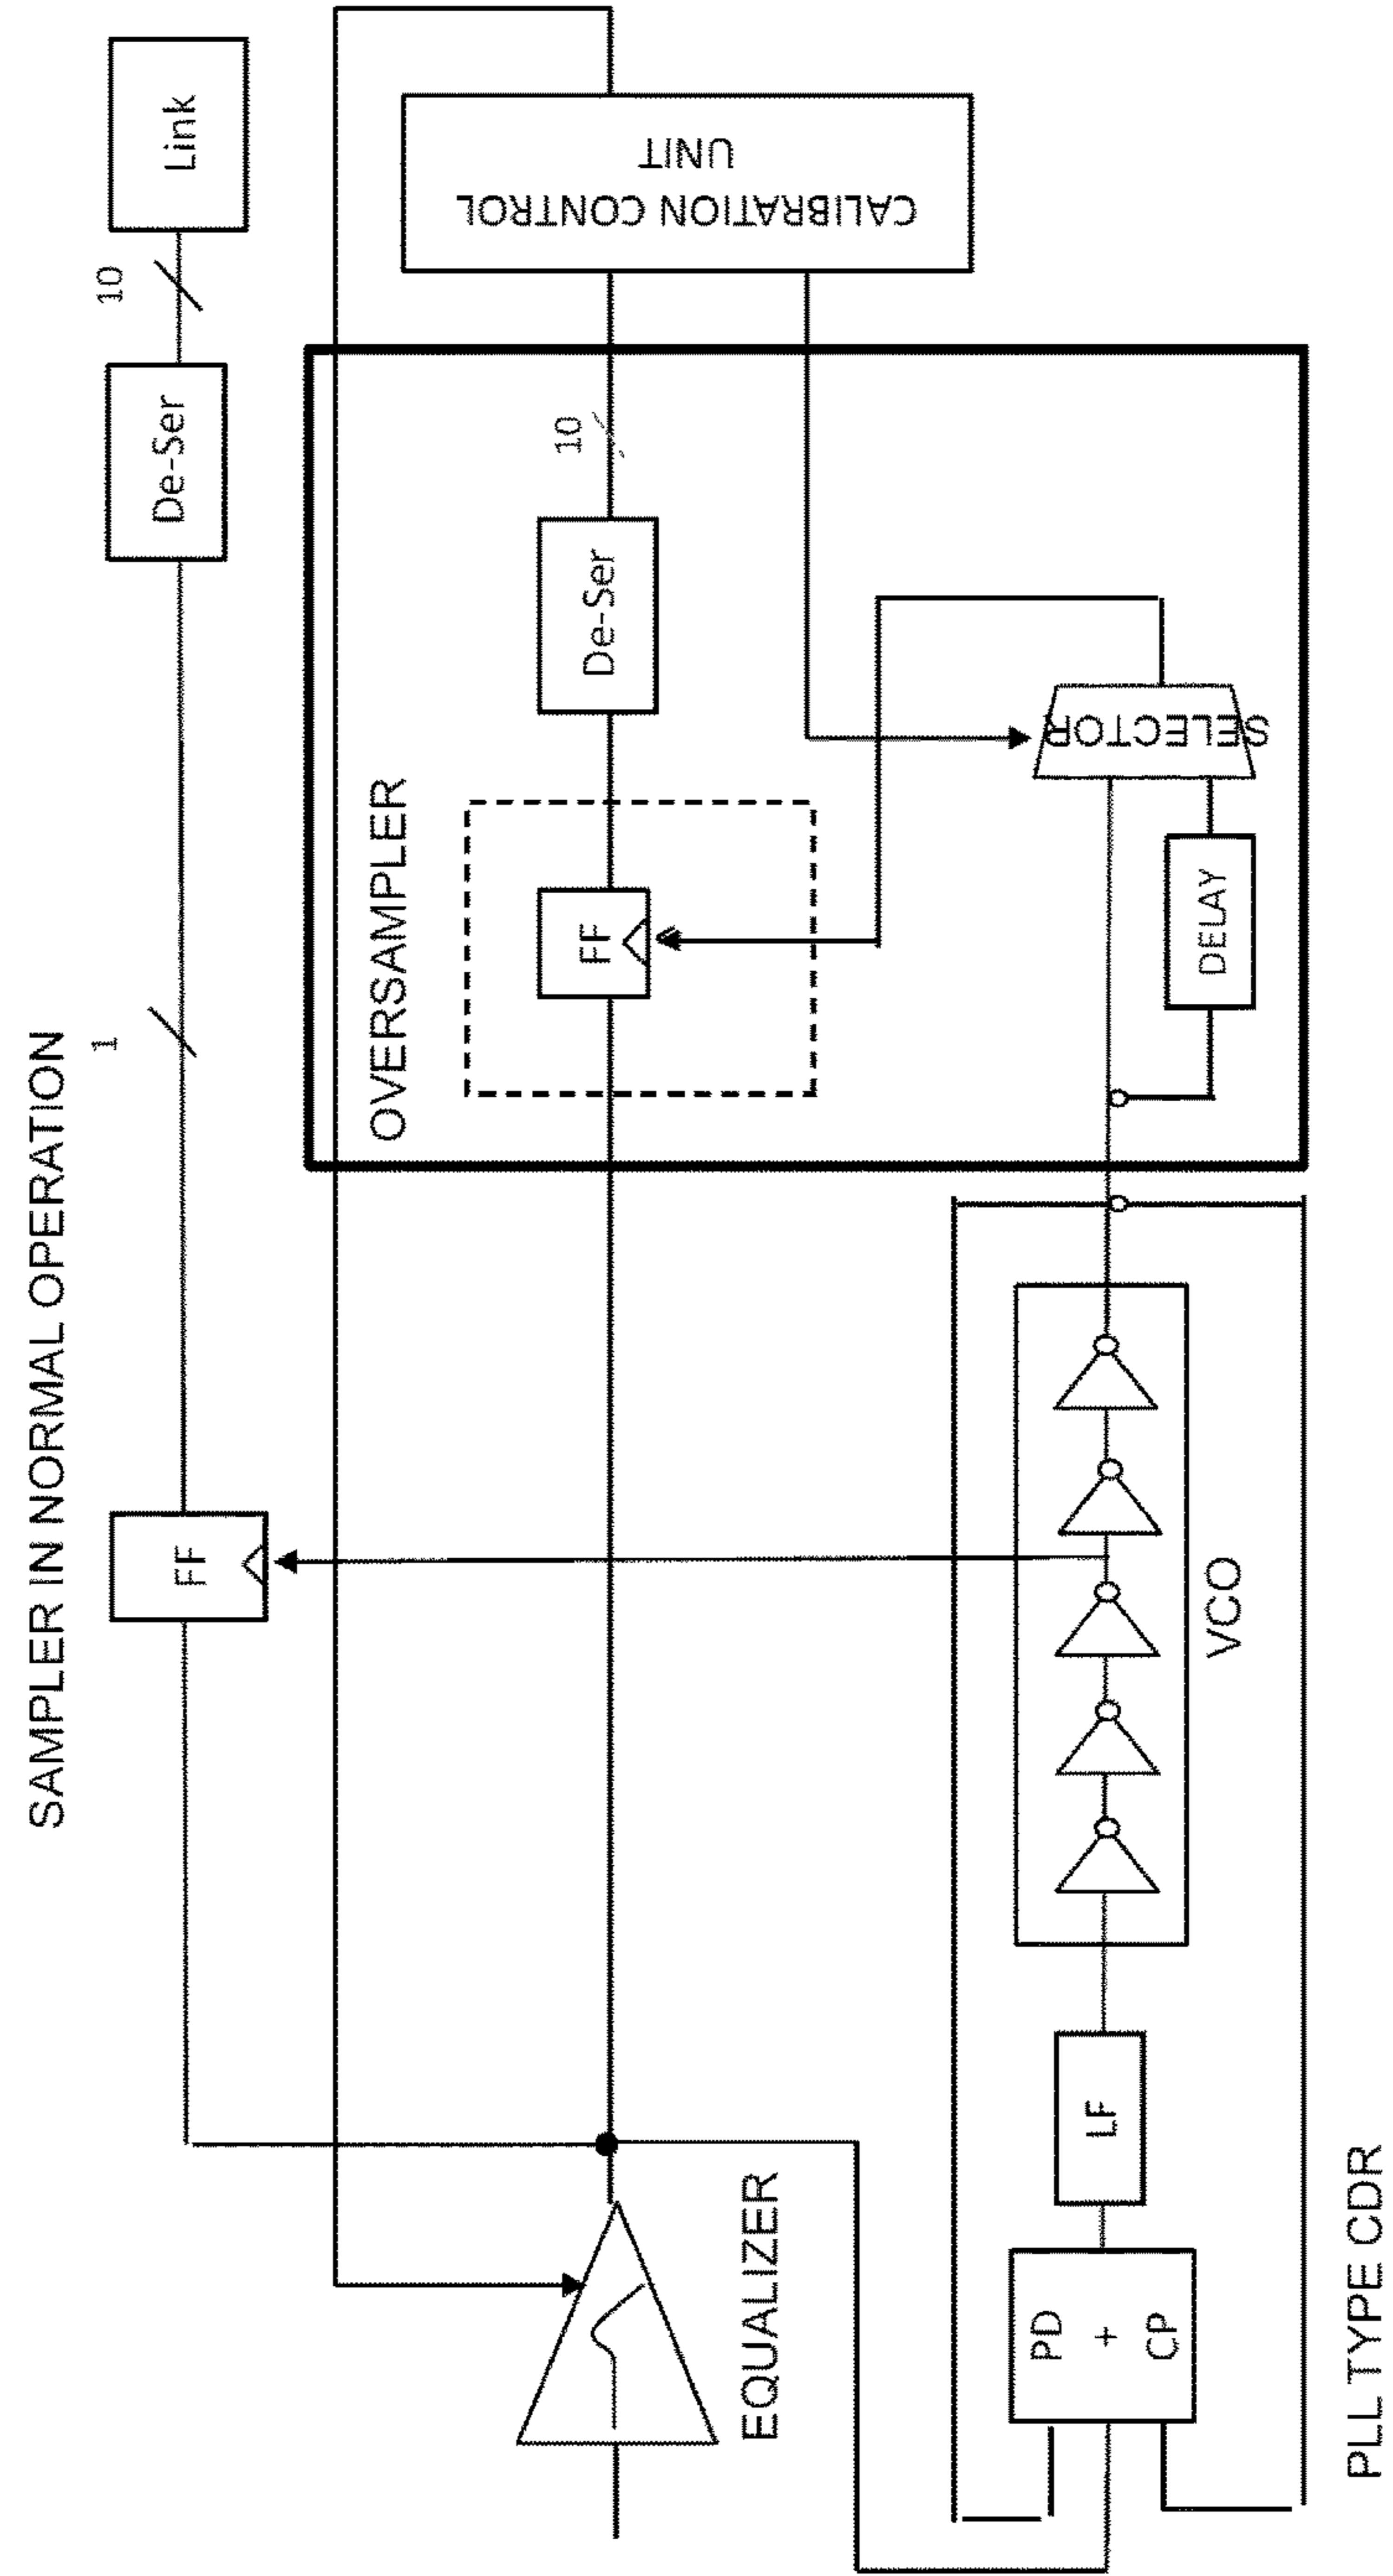 SAMPLER IN NORMAL OPERATION
FF
1
De-Ser
10
Link
OVERSAMPLER
FF
De-Ser
10
CALIBRATION CONTROL
UNIT
EQUALIZER
DELAY
SELECTOR
PD
+
CP
LF
VCO
PLL TYPE CDR